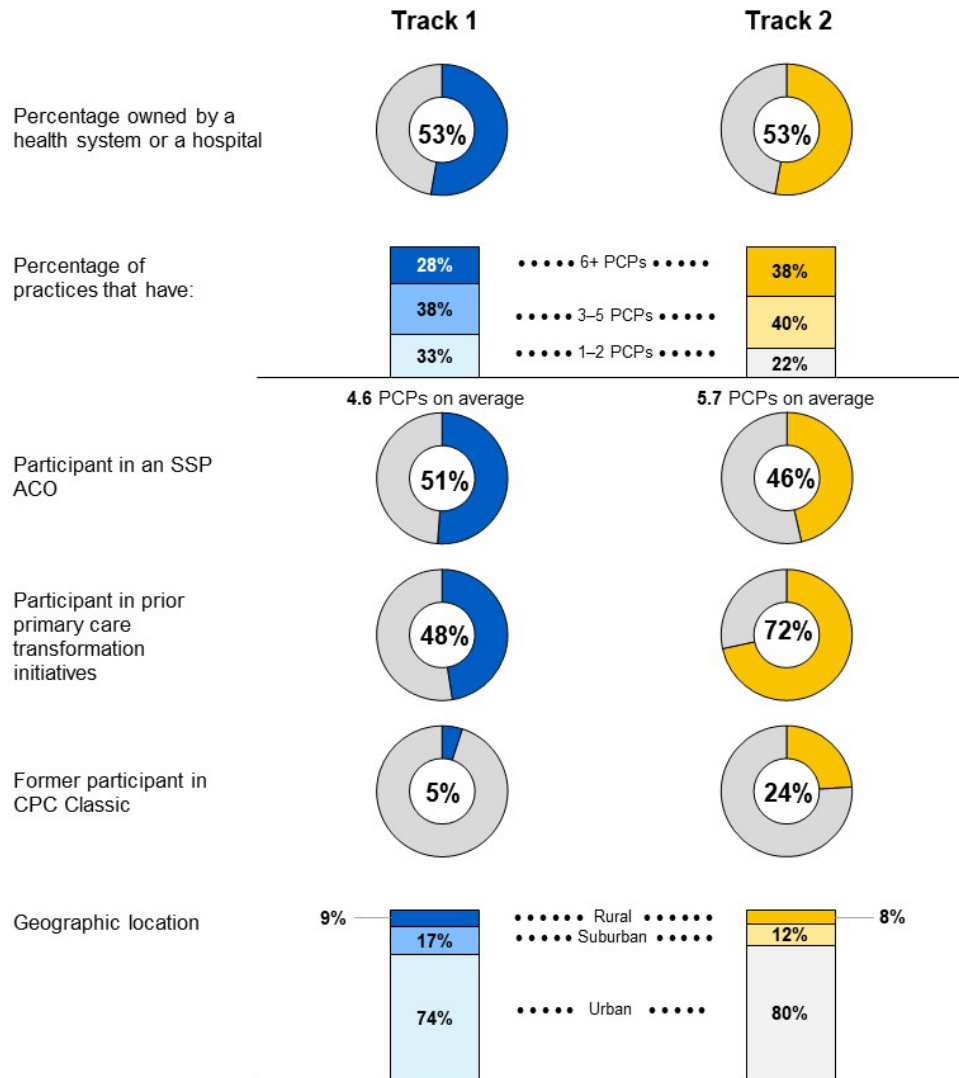 Track 1
Track 2
Percentage owned by a
health system or a hospital
53%
53%
Percentage of
practices that have:
28%
6+ PCPs
38%
38%
3–5 PCPs
40%
33%
1–2 PCPs
22%
4.6 PCPs on average
5.7 PCPs on average
Participant in an SSP
ACO
51%
46%
Participant in prior
primary care
transformation
initiatives
48%
72%
Former participant in
CPC Classic
5%
24%
Geographic location
9%
Rural
8%
17%
Suburban
12%
74%
Urban
80%